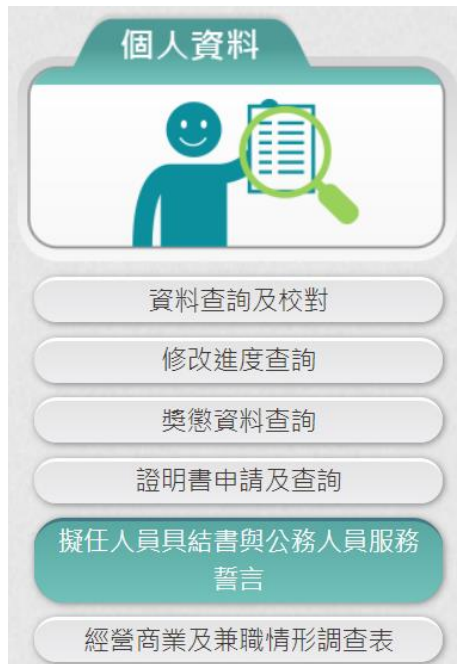 個人資料
資料查詢及校對
修改進度查詢
獎懲資料查詢
證明書申請及查詢
擬任人員具結書與公務人員服務
誓言
經營商業及兼職情形調查表